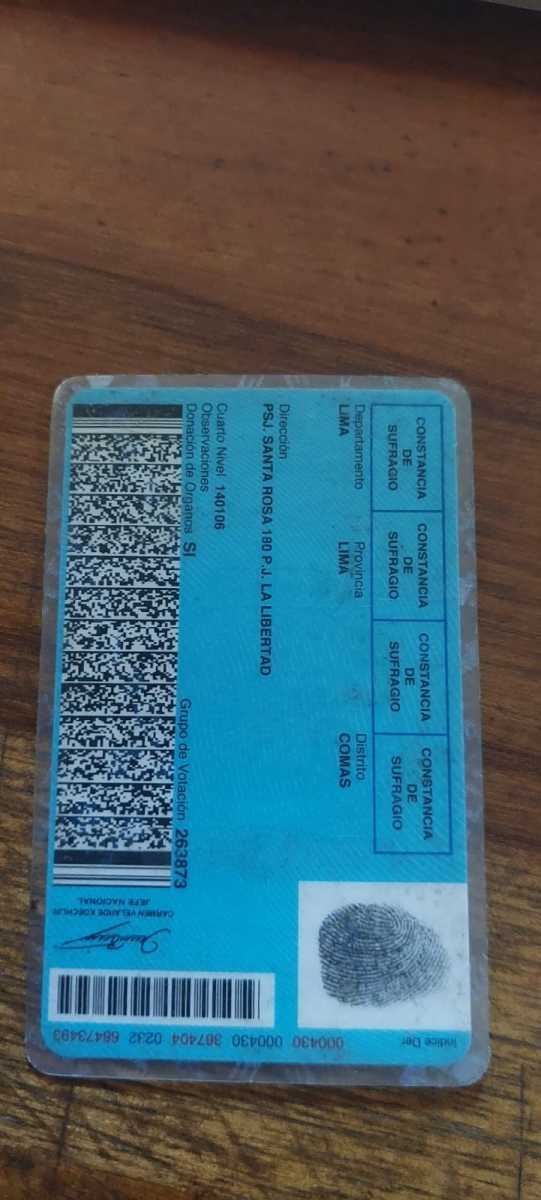 CONSTANCIA DE SUFRAGIO
CONSTANCIA DE SUFRAGIO
CONSTANCIA DE SUFRAGIO
CONSTANCIA DE SUFRAGIO
Departamento Provincia Distrito
LIMA LIMA COMAS
Dirección
PSJ. SANTA ROSA 180 P.J. LA LIBERTAD
Cuarto Nivel 140106
Observaciones
Donación de Organos SI Grupo de Votación 263873
Indice Der.
000430 000430 367404 0232 68473493
CARMEN VELARDE KOECHLIN
JEFE NACIONAL